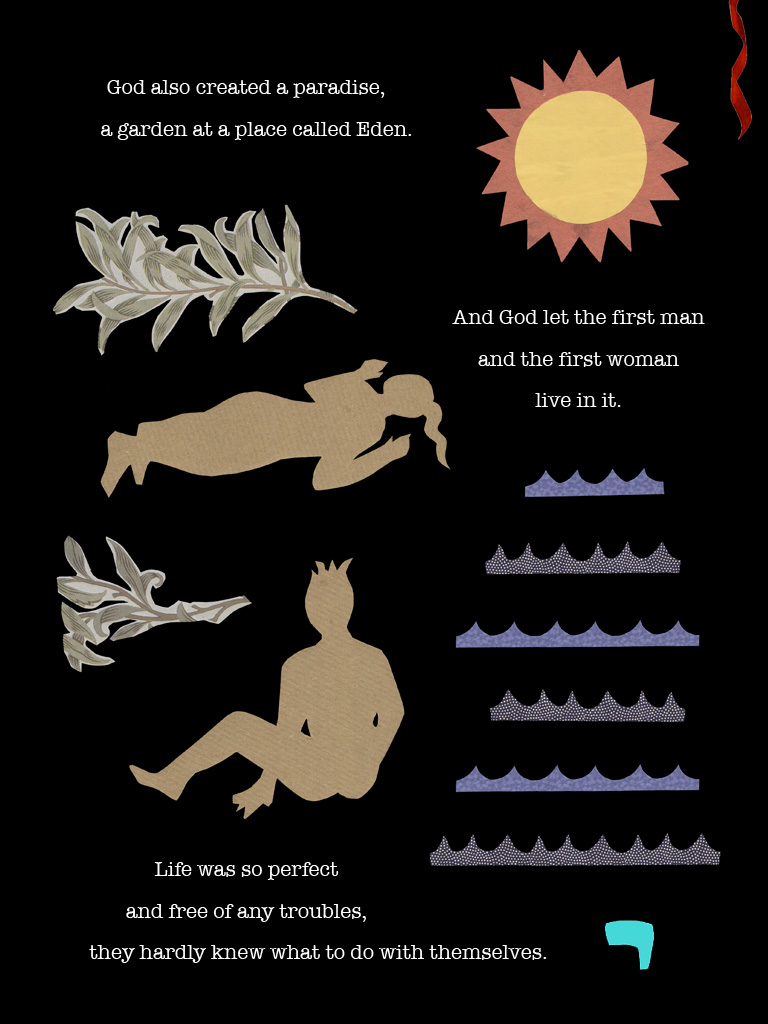 God also created a paradise,
a garden at a place called Eden.
And God let the first man
and the first woman
live in it.
Life was so perfect
and free of any troubles,
they hardly knew what to do with themselves.